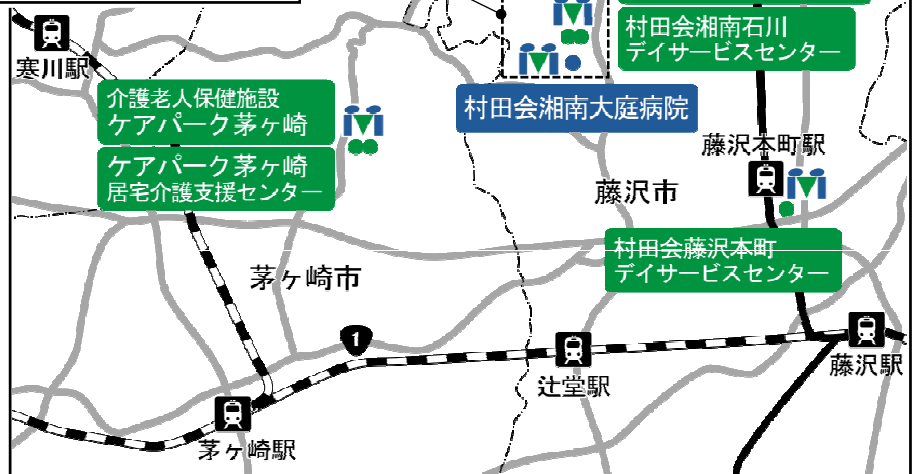 村田会湘南石川
デイサービスセンター
寒川駅
介護老人保健施設
ケアパーク茅ヶ崎
村田会湘南大庭病院
ケアパーク茅ヶ崎
居宅介護支援センター
藤沢本町駅
藤沢市
村田会藤沢本町
デイサービスセンター
茅ヶ崎市
1
藤沢駅
辻堂駅
茅ヶ崎駅